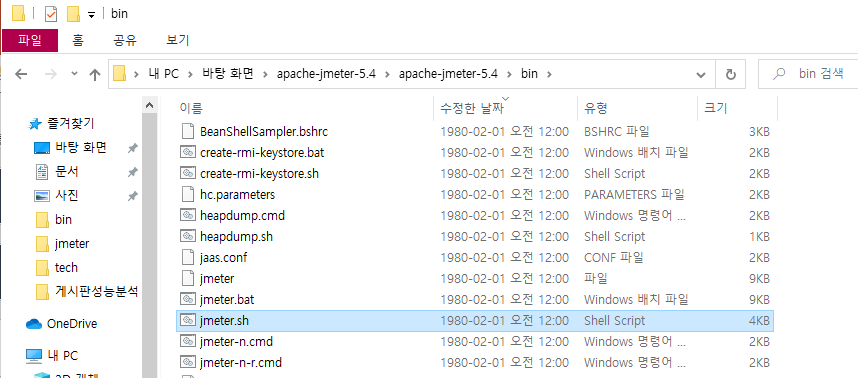 bin
파일 홈 공유 보기
내 PC > 바탕 화면 > apache-jmeter-5.4 > apache-jmeter-5.4 > bin > bin 검색
이름 수정한 날짜 유형 크기
즐겨찾기
바탕 화면
문서
사진
bin
jmeter
tech
게시판성능분석
OneDrive
내 PC
3D 개체
BeanShellSampler.bshrc 1980-02-01 오전 12:00 BSHRC 파일 3KB
create-rmi-keystore.bat 1980-02-01 오전 12:00 Windows 배치 파일 2KB
create-rmi-keystore.sh 1980-02-01 오전 12:00 Shell Script 2KB
hc.parameters 1980-02-01 오전 12:00 PARAMETERS 파일 2KB
heapdump.cmd 1980-02-01 오전 12:00 Windows 명령어 ... 2KB
heapdump.sh 1980-02-01 오전 12:00 Shell Script 1KB
jaas.conf 1980-02-01 오전 12:00 CONF 파일 2KB
jmeter 1980-02-01 오전 12:00 파일 9KB
jmeter.bat 1980-02-01 오전 12:00 Windows 배치 파일 9KB
jmeter.sh 1980-02-01 오전 12:00 Shell Script 4KB
jmeter-n.cmd 1980-02-01 오전 12:00 Windows 명령어 ... 2KB
jmeter-n-r.cmd 1980-02-01 오전 12:00 Windows 명령어 ... 2KB